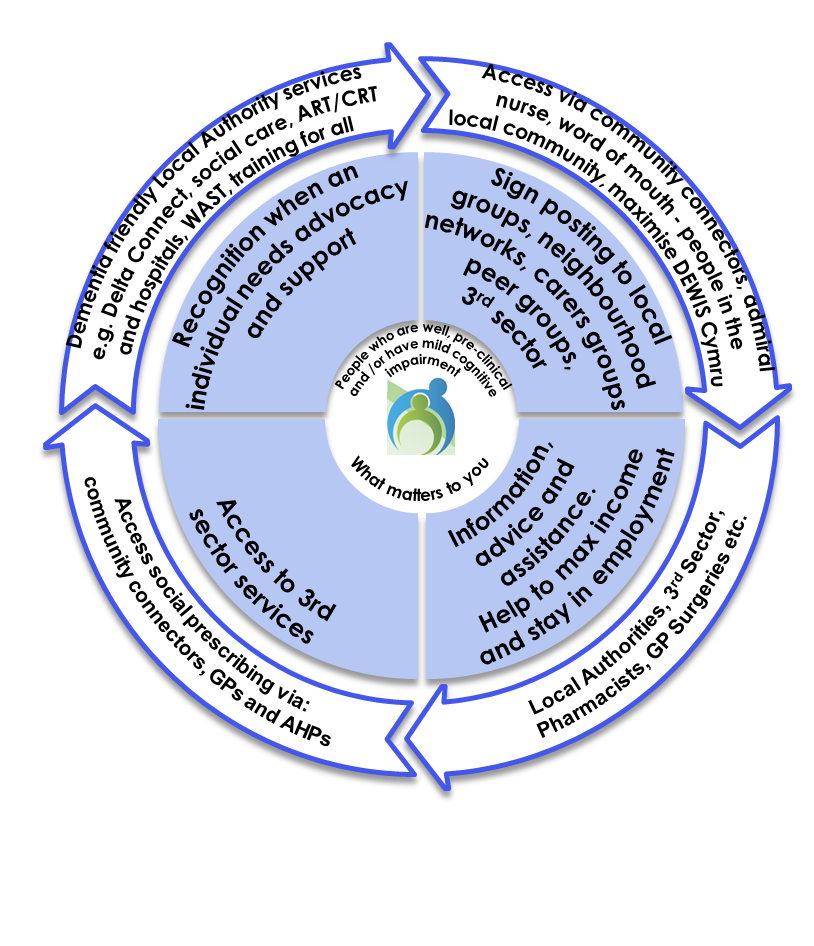 Dementia friendly Local Authority services
e.g. Delta Connect, social care, ART/CRT
and hospitals, WAST, training for all
Access via community connectors, admiral
nurse, word of mouth - people in the
local community, maximise DEWIS Cymru
Recognition when an
individual needs advocacy
and support
Sign posting to local
groups, neighbourhood
networks, carers groups
peer groups,
3rd sector
People who are well, pre-clinical
and /or have mild cognitive
impairment
What matters to you
Access to 3rd
sector services
Information,
advice and
assistance.
Help to max income
and stay in employment
Access social prescribing via:
community connectors, GPs and AHPs
Local Authorities, 3rd Sector,
Pharmacists, GP Surgeries etc.